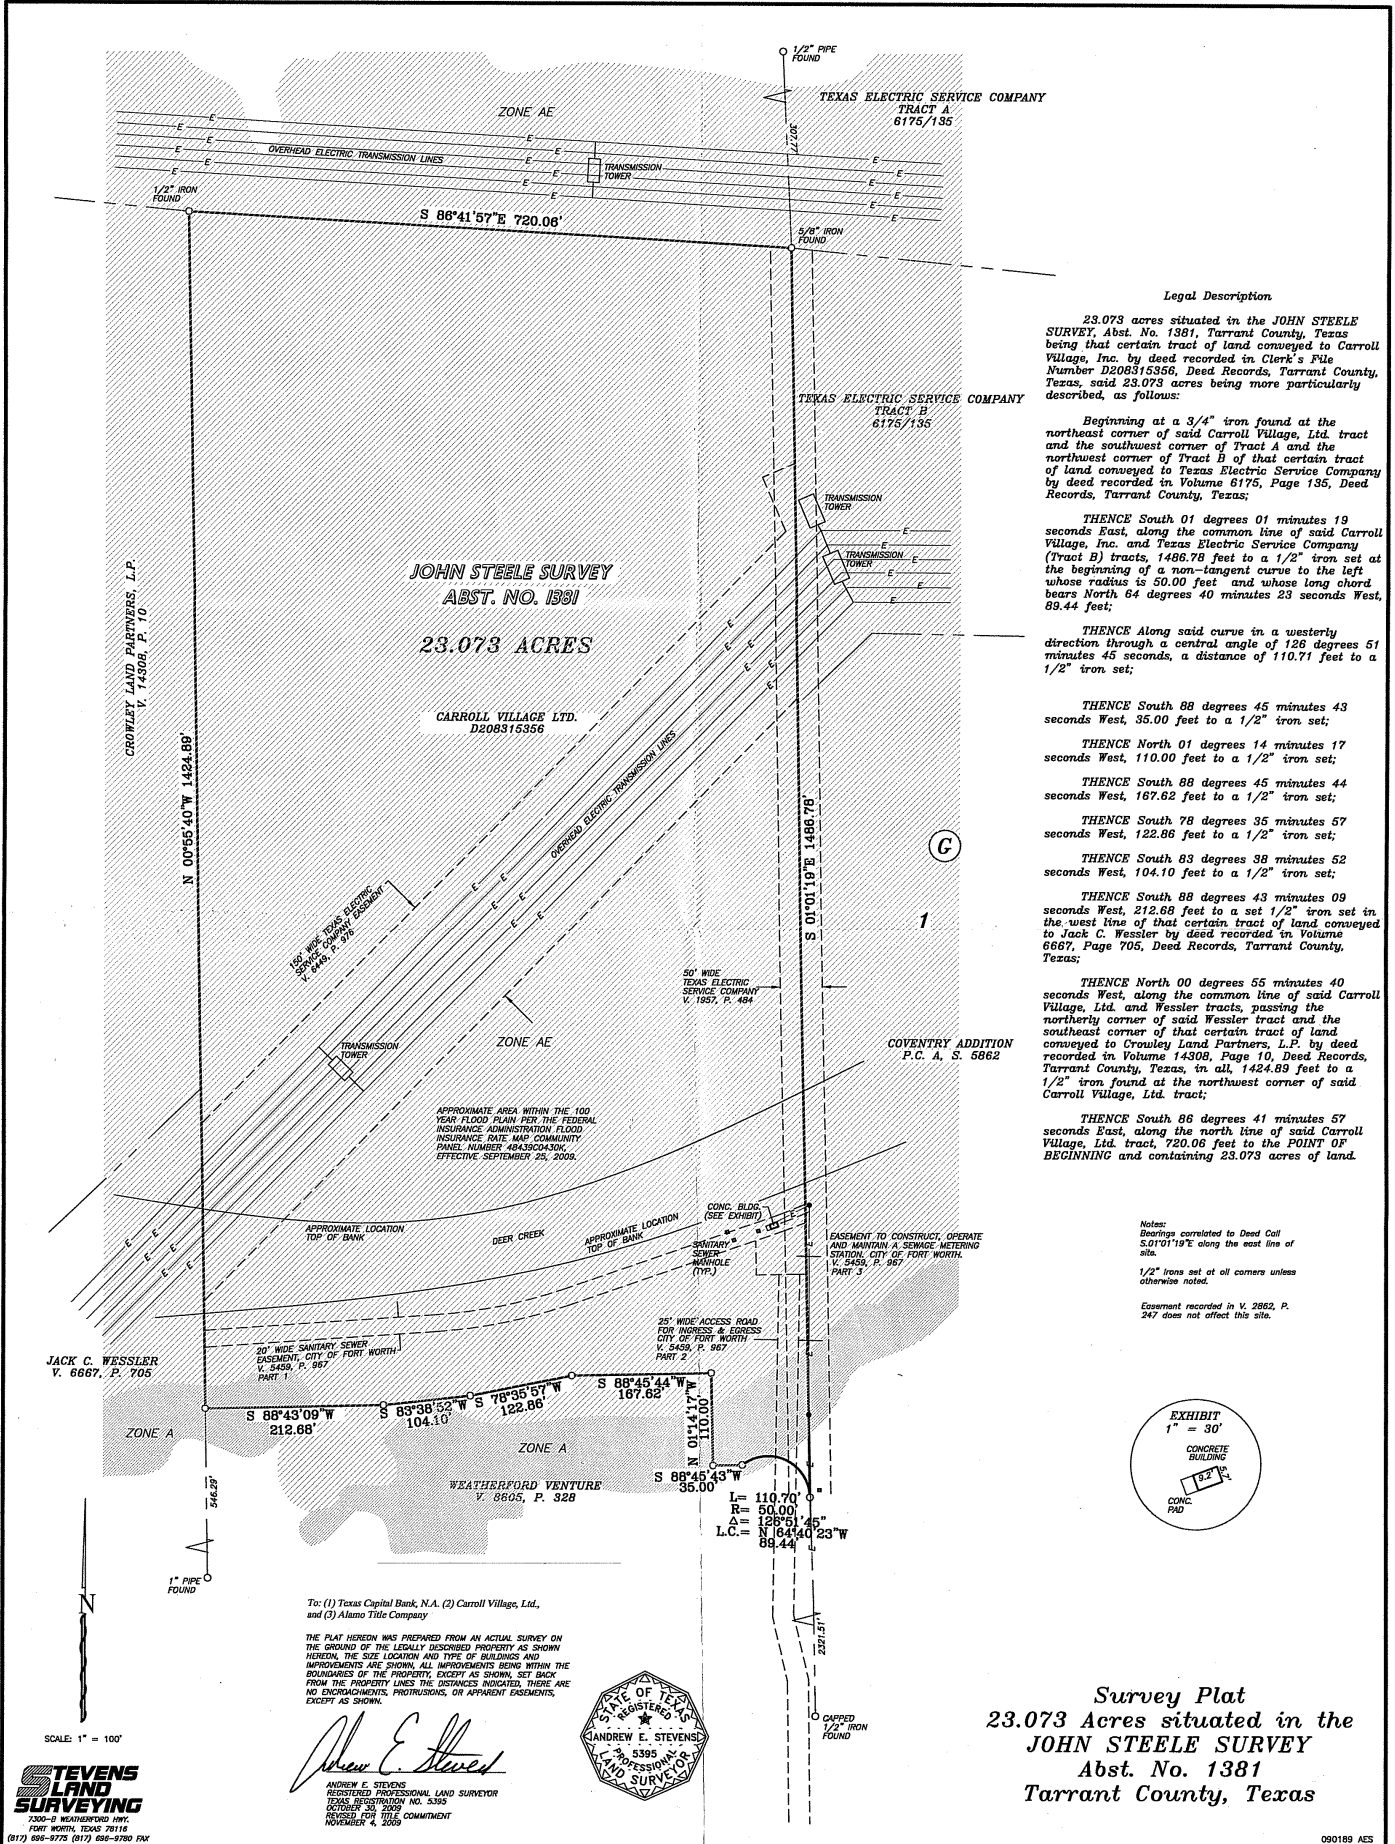 1/2" PIPE
FOUND
TEXAS ELECTRIC SERVICE COMPANY
TRACT A
6175/135
307.77'
ZONE AE
E E E E E
OVERHEAD ELECTRIC TRANSMISSION LINES
TRANSMISSION
TOWER
1/2" IRON
FOUND
S 86°41'57"E 720.06'
5/8" IRON
FOUND
TEXAS ELECTRIC SERVICE COMPANY
TRACT B
6175/135
TRANSMISSION
TOWER
TRANSMISSION
TOWER
JOHN STEELE SURVEY
ABST. NO. 1381
23.073 ACRES
CARROLL VILLAGE LTD.
D208315356
CROWLEY LAND PARTNERS, L.P.
V. 14308, P. 10
N 00°55'40"W 1424.89'
OVERHEAD ELECTRIC TRANSMISSION LINES
S 01°01'19"E 1486.78'
G
1
150' WIDE TEXAS ELECTRIC
SERVICE COMPANY EASEMENT
V. 6449, P. 976
50' WIDE
TEXAS ELECTRIC
SERVICE COMPANY
V. 1957, P. 484
TRANSMISSION
TOWER
ZONE AE
COVENTRY ADDITION
P.C. A, S. 5862
APPROXIMATE AREA WITHIN THE 100
YEAR FLOOD PLAIN PER THE FEDERAL
INSURANCE ADMINISTRATION FLOOD
INSURANCE RATE MAP COMMUNITY
PANEL NUMBER 48439C0430K,
EFFECTIVE SEPTEMBER 25, 2009.
APPROXIMATE LOCATION
TOP OF BANK
DEER CREEK
APPROXIMATE LOCATION
TOP OF BANK
CONC. BLDG.
(SEE EXHIBIT)
SANITARY
SEWER
MANHOLE
(TYP.)
EASEMENT TO CONSTRUCT, OPERATE
AND MAINTAIN A SEWAGE METERING
STATION. CITY OF FORT WORTH.
V. 5459, P. 967
PART 3
25' WIDE ACCESS ROAD
FOR INGRESS & EGRESS
CITY OF FORT WORTH
V. 5459, P. 967
PART 2
20' WIDE SANITARY SEWER
EASEMENT, CITY OF FORT WORTH
V. 5459, P. 967
PART 1
JACK C. WESSLER
V. 6667, P. 705
S 88°43'09"W
212.68'
S 83°38'52"W
104.10'
S 78°35'57"W
122.86'
S 88°45'44"W
167.62'
N 01°14'17"W
110.00'
S 88°45'43"W
35.00'
ZONE A
ZONE A
WEATHERFORD VENTURE
V. 8605, P. 328
L= 110.70'
R= 50.00'
Δ= 126°51'45"
L.C.= N 64°40'23"W
89.44'
546.29'
1" PIPE
FOUND
2321.51'
CAPPED
1/2" IRON
FOUND
Legal Description
23.073 acres situated in the JOHN STEELE
SURVEY, Abst. No. 1381, Tarrant County, Texas
being that certain tract of land conveyed to Carroll
Village, Inc. by deed recorded in Clerk's File
Number D208315356, Deed Records, Tarrant County,
Texas, said 23.073 acres being more particularly
described, as follows:
Beginning at a 3/4" iron found at the
northeast corner of said Carroll Village, Ltd. tract
and the southwest corner of Tract A and the
northwest corner of Tract B of that certain tract
of land conveyed to Texas Electric Service Company
by deed recorded in Volume 6175, Page 135, Deed
Records, Tarrant County, Texas;
THENCE South 01 degrees 01 minutes 19
seconds East, along the common line of said Carroll
Village, Inc. and Texas Electric Service Company
(Tract B) tracts, 1486.78 feet to a 1/2" iron set at
the beginning of a non-tangent curve to the left
whose radius is 50.00 feet and whose long chord
bears North 64 degrees 40 minutes 23 seconds West,
89.44 feet;
THENCE Along said curve in a westerly
direction through a central angle of 126 degrees 51
minutes 45 seconds, a distance of 110.71 feet to a
1/2" iron set;
THENCE South 88 degrees 45 minutes 43
seconds West, 35.00 feet to a 1/2" iron set;
THENCE North 01 degrees 14 minutes 17
seconds West, 110.00 feet to a 1/2" iron set;
THENCE South 88 degrees 45 minutes 44
seconds West, 167.62 feet to a 1/2" iron set;
THENCE South 78 degrees 35 minutes 57
seconds West, 122.86 feet to a 1/2" iron set;
THENCE South 83 degrees 38 minutes 52
seconds West, 104.10 feet to a 1/2" iron set;
THENCE South 88 degrees 43 minutes 09
seconds West, 212.68 feet to a set 1/2" iron set in
the west line of that certain tract of land conveyed
to Jack C. Wessler by deed recorded in Volume
6667, Page 705, Deed Records, Tarrant County,
Texas;
THENCE North 00 degrees 55 minutes 40
seconds West, along the common line of said Carroll
Village, Ltd. and Wessler tracts, passing the
northerly corner of said Wessler tract and the
southeast corner of that certain tract of land
conveyed to Crowley Land Partners, L.P. by deed
recorded in Volume 14308, Page 10, Deed Records,
Tarrant County, Texas, in all, 1424.89 feet to a
1/2" iron found at the northwest corner of said
Carroll Village, Ltd. tract;
THENCE South 86 degrees 41 minutes 57
seconds East, along the north line of said Carroll
Village, Ltd. tract, 720.06 feet to the POINT OF
BEGINNING and containing 23.073 acres of land.
Notes:
Bearings correlated to Deed Call
S.01°01'19"E along the east line of
site.
1/2" Irons set at all corners unless
otherwise noted.
Easement recorded in V. 2862, P.
247 does not affect this site.
EXHIBIT
1" = 30'
CONCRETE
BUILDING
9.2'
5.7'
CONC.
PAD
N
SCALE: 1" = 100'
STEVENS
LAND
SURVEYING
7300-B WEATHERFORD HWY.
FORT WORTH, TEXAS 76116
(817) 696-9775 (817) 696-9780 FAX
To: (1) Texas Capital Bank, N.A. (2) Carroll Village, Ltd.,
and (3) Alamo Title Company
THE PLAT HEREON WAS PREPARED FROM AN ACTUAL SURVEY ON
THE GROUND OF THE LEGALLY DESCRIBED PROPERTY AS SHOWN
HEREON, THE SIZE LOCATION AND TYPE OF BUILDINGS AND
IMPROVEMENTS ARE SHOWN, ALL IMPROVEMENTS BEING WITHIN THE
BOUNDARIES OF THE PROPERTY, EXCEPT AS SHOWN, SET BACK
FROM THE PROPERTY LINES THE DISTANCES INDICATED, THERE ARE
NO ENCROACHMENTS, PROTRUSIONS, OR APPARENT EASEMENTS,
EXCEPT AS SHOWN.
Andrew E. Stevens
ANDREW E. STEVENS
REGISTERED PROFESSIONAL LAND SURVEYOR
TEXAS REGISTRATION NO. 5395
OCTOBER 30, 2009
REVISED FOR TITLE COMMITMENT
NOVEMBER 4, 2009
STATE OF TEXAS
REGISTERED
ANDREW E. STEVENS
5395
PROFESSIONAL
LAND SURVEYOR
Survey Plat
23.073 Acres situated in the
JOHN STEELE SURVEY
Abst. No. 1381
Tarrant County, Texas
090189 AES